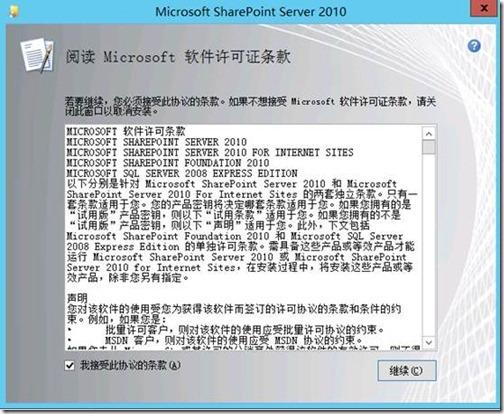 Microsoft SharePoint Server 2010
阅读 Microsoft 软件许可证条款
若要继续，您必须接受此协议的条款。如果不想接受 Microsoft 软件许可证条款，请关
闭此窗口以取消安装。
MICROSOFT 软件许可条款
MICROSOFT SHAREPOINT SERVER 2010
MICROSOFT SHAREPOINT SERVER 2010 FOR INTERNET SITES
MICROSOFT SHAREPOINT FOUNDATION 2010
MICROSOFT SQL SERVER 2008 EXPRESS EDITION
以下分别是针对 Microsoft SharePoint Server 2010 和 Microsoft
SharePoint Server 2010 For Internet Sites 的两套独立条款。只有一
套条款适用于您。您的产品密钥将决定哪套条款适用于您。如果您拥有的是
“试用版”产品密钥，则以下“试用条款”适用于您。如果您拥有的不是
“试用版”产品密钥，则以下“声明”适用于您。此外，下文包括
Microsoft SharePoint Foundation 2010 和 Microsoft SQL Server
2008 Express Edition 的单独许可条款。需具备这些产品或等效产品才能
运行 Microsoft SharePoint Server 2010 或 Microsoft SharePoint
Server 2010 for Internet Sites，在安装过程中，将安装这些产品或等
效产品，除非您另有指定。
声明
您对该软件的使用受您为获得该软件而签订的许可协议的条款和条件的约
束。例如，如果您是：
• 批量许可客户，则对该软件的使用应受批量许可协议的约束。
• MSDN 客户，则对该软件的使用应受 MSDN 协议的约束。
我接受此协议的条款(A)
继续(C)